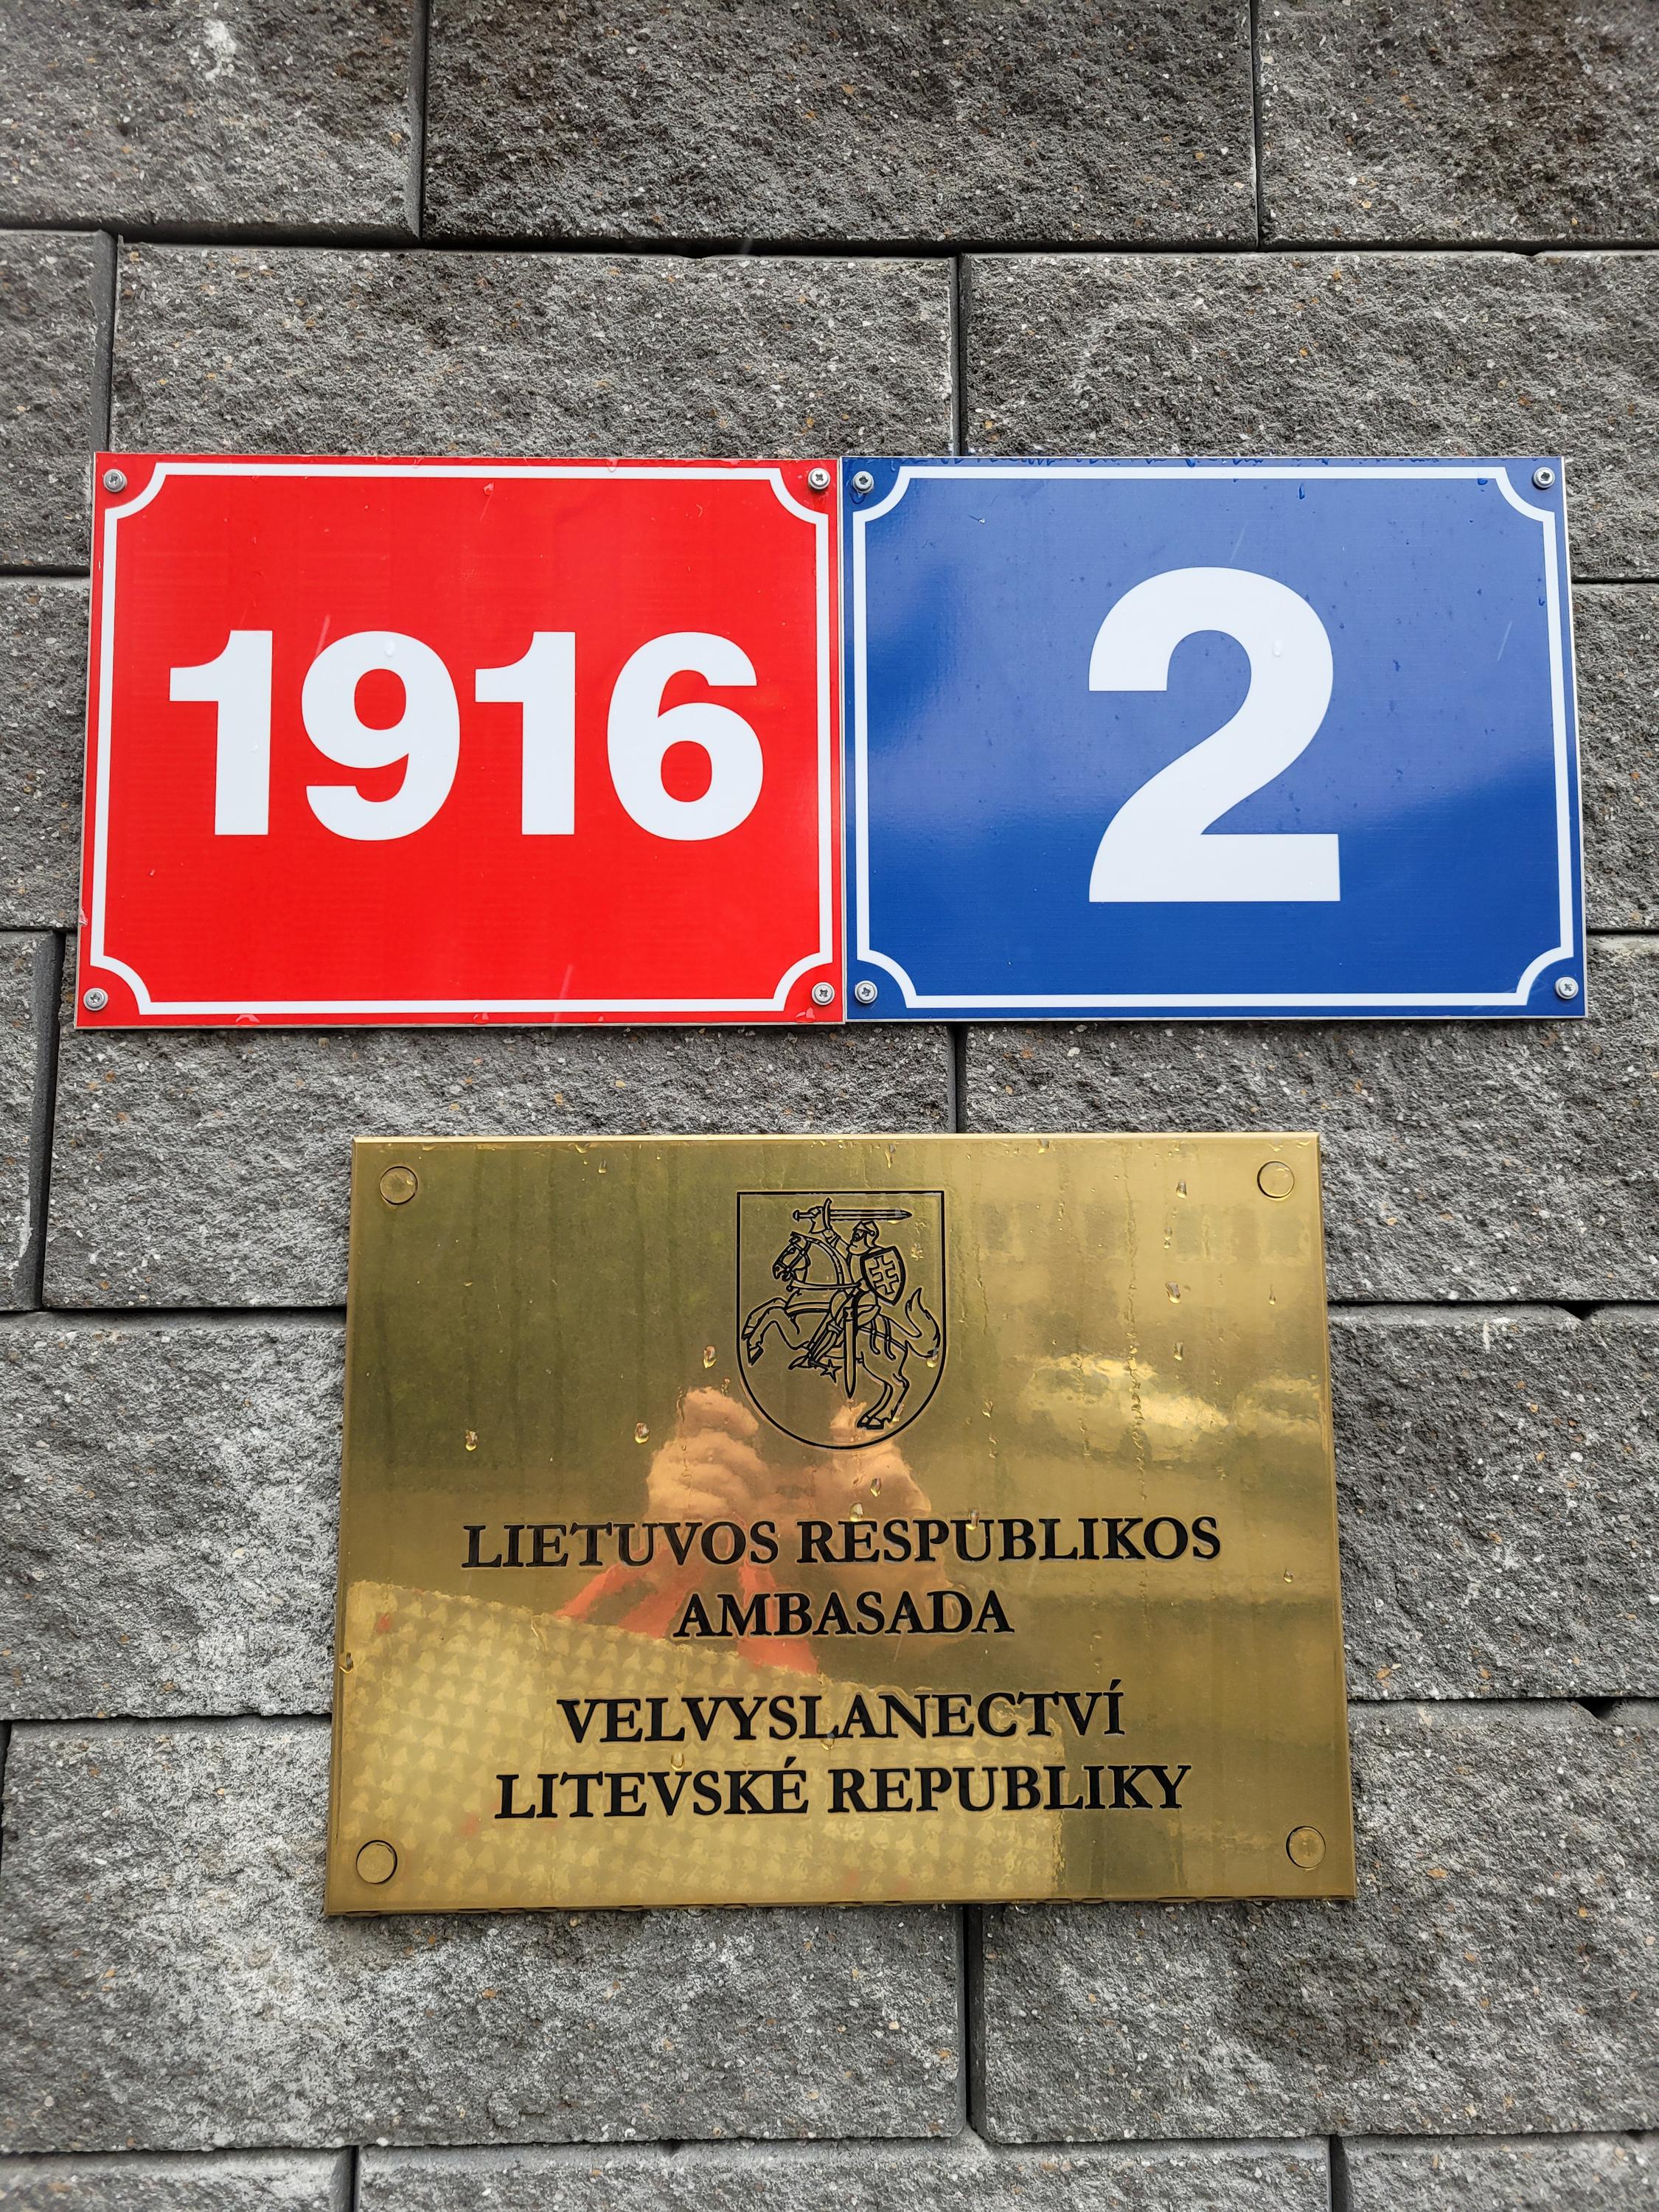 1916
2
LIETUVOS RESPUBLIKOS
AMBASADA
VELVYSLANECTVÍ
LITEVSKÉ REPUBLIKY